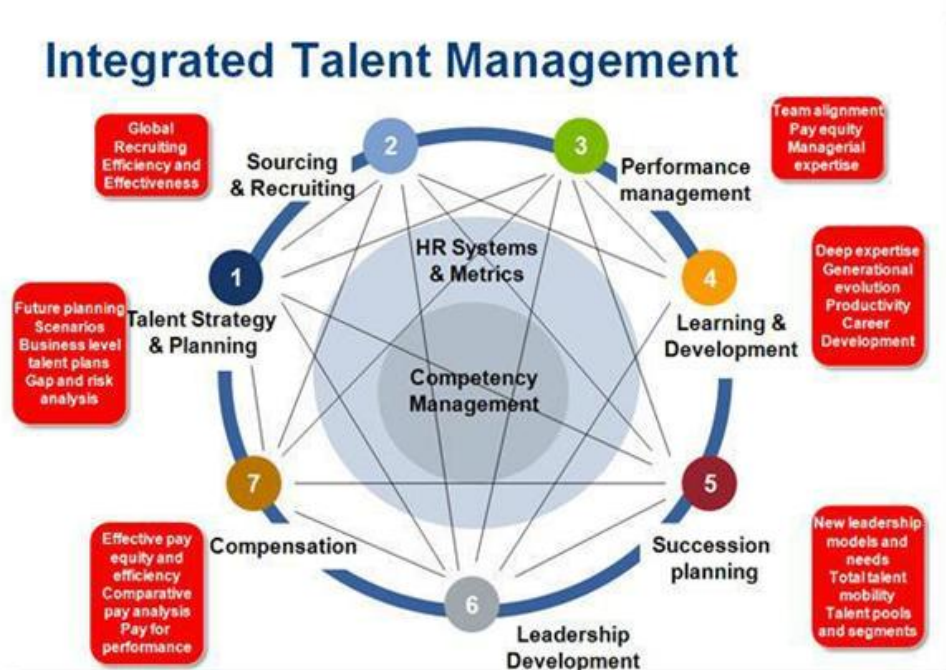 Integrated Talent Management
Global
Recruiting
Efficiency and
Effectiveness
2
Sourcing
& Recruiting
3
Performance
management
Team alignment
Pay equity
Managerial
expertise
HR Systems
& Metrics
1
Talent Strategy
& Planning
Future planning
Scenarios
Business level
talent plans
Gap and risk
analysis
4
Learning &
Development
Deep expertise
Generational
evolution
Productivity
Career
Development
Competency
Management
7
Compensation
Effective pay
equity and
efficiency
Comparative
pay analysis
Pay for
performance
5
Succession
planning
New leadership
models and
needs
Total talent
mobility
Talent pools
and segments
6
Leadership
Development